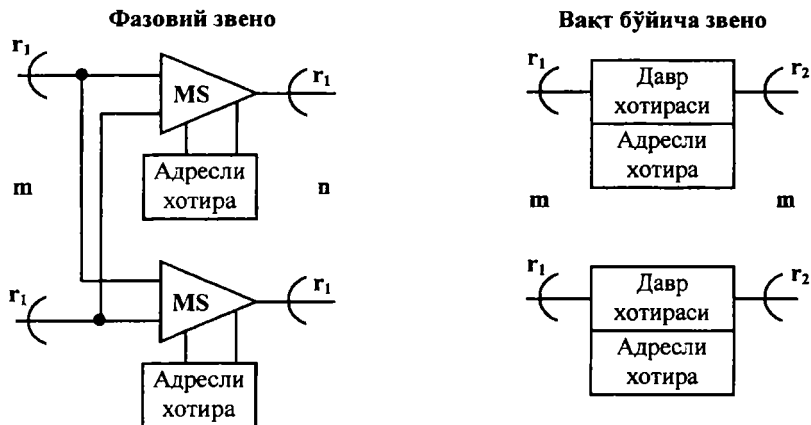 Фазовий звено
r₁
MS
r₁
Адресли
хотира
m
n
r₁
MS
r₁
Адресли
хотира
Вақт бўйича звено
r₁
Давр
хотираси
r₂
Адресли
хотира
m
m
r₁
Давр
хотираси
r₂
Адресли
хотира